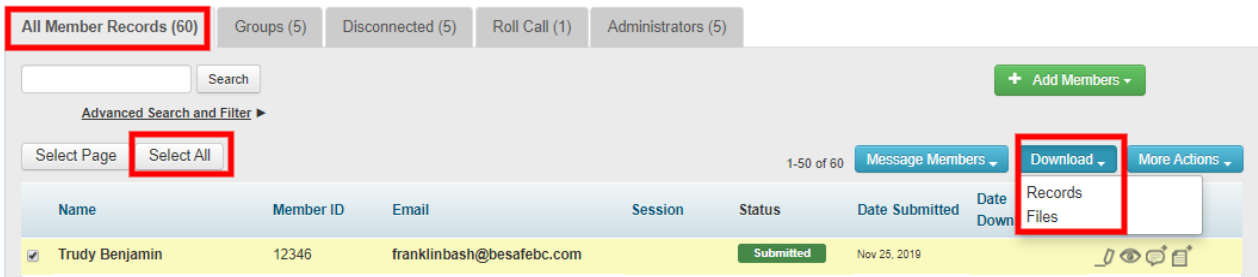 All Member Records (60) Groups (5) Disconnected (5) Roll Call (1) Administrators (5)
Search + Add Members
Advanced Search and Filter ►
Select Page Select All 1-50 of 60 Message Members Download More Actions
Records
Files
Name Member ID Email Session Status Date Submitted Date Down
Trudy Benjamin 12346 franklinbash@besafebc.com Submitted Nov 25, 2019